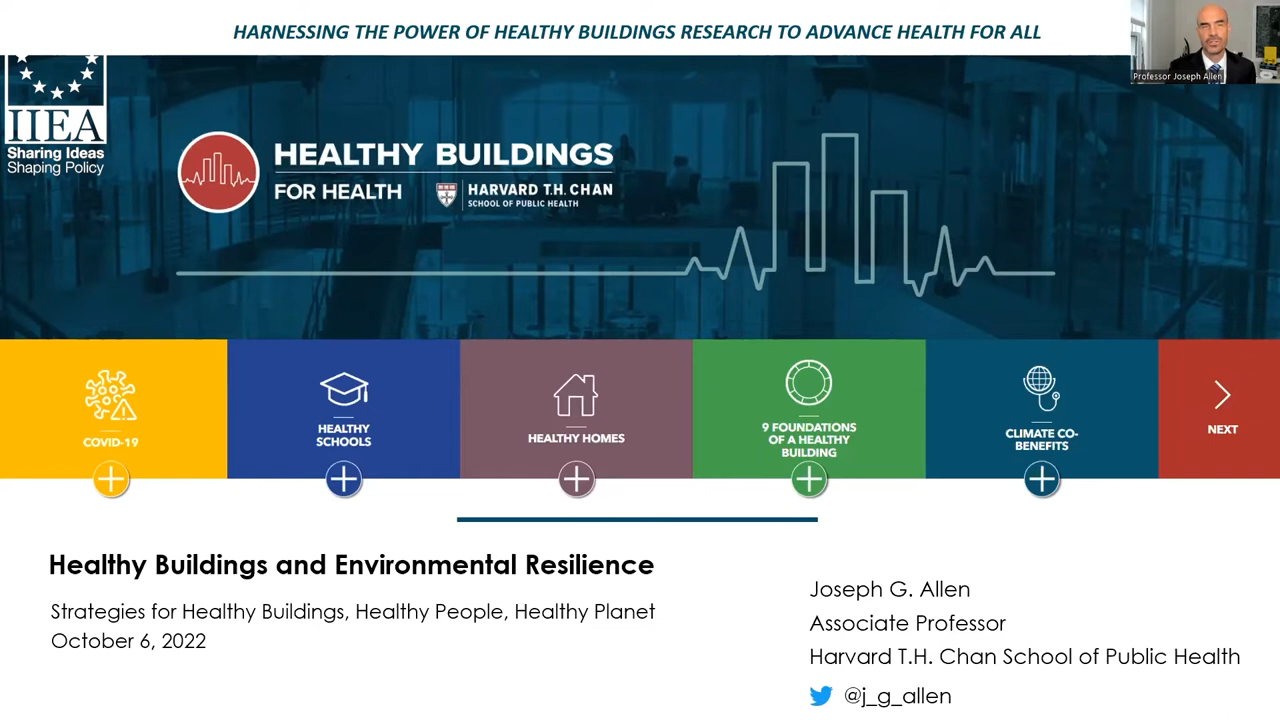 HARNESSING THE POWER OF HEALTHY BUILDINGS RESEARCH TO ADVANCE HEALTH FOR ALL
Professor Joseph Allen
IIEA
Sharing Ideas
Shaping Policy
HEALTHY BUILDINGS
FOR HEALTH
HARVARD T.H. CHAN
SCHOOL OF PUBLIC HEALTH
COVID-19
HEALTHY
SCHOOLS
HEALTHY HOMES
9 FOUNDATIONS
OF A HEALTHY
BUILDING
CLIMATE CO-
BENEFITS
NEXT
Healthy Buildings and Environmental Resilience
Strategies for Healthy Buildings, Healthy People, Healthy Planet
October 6, 2022
Joseph G. Allen
Associate Professor
Harvard T.H. Chan School of Public Health
@j_g_allen